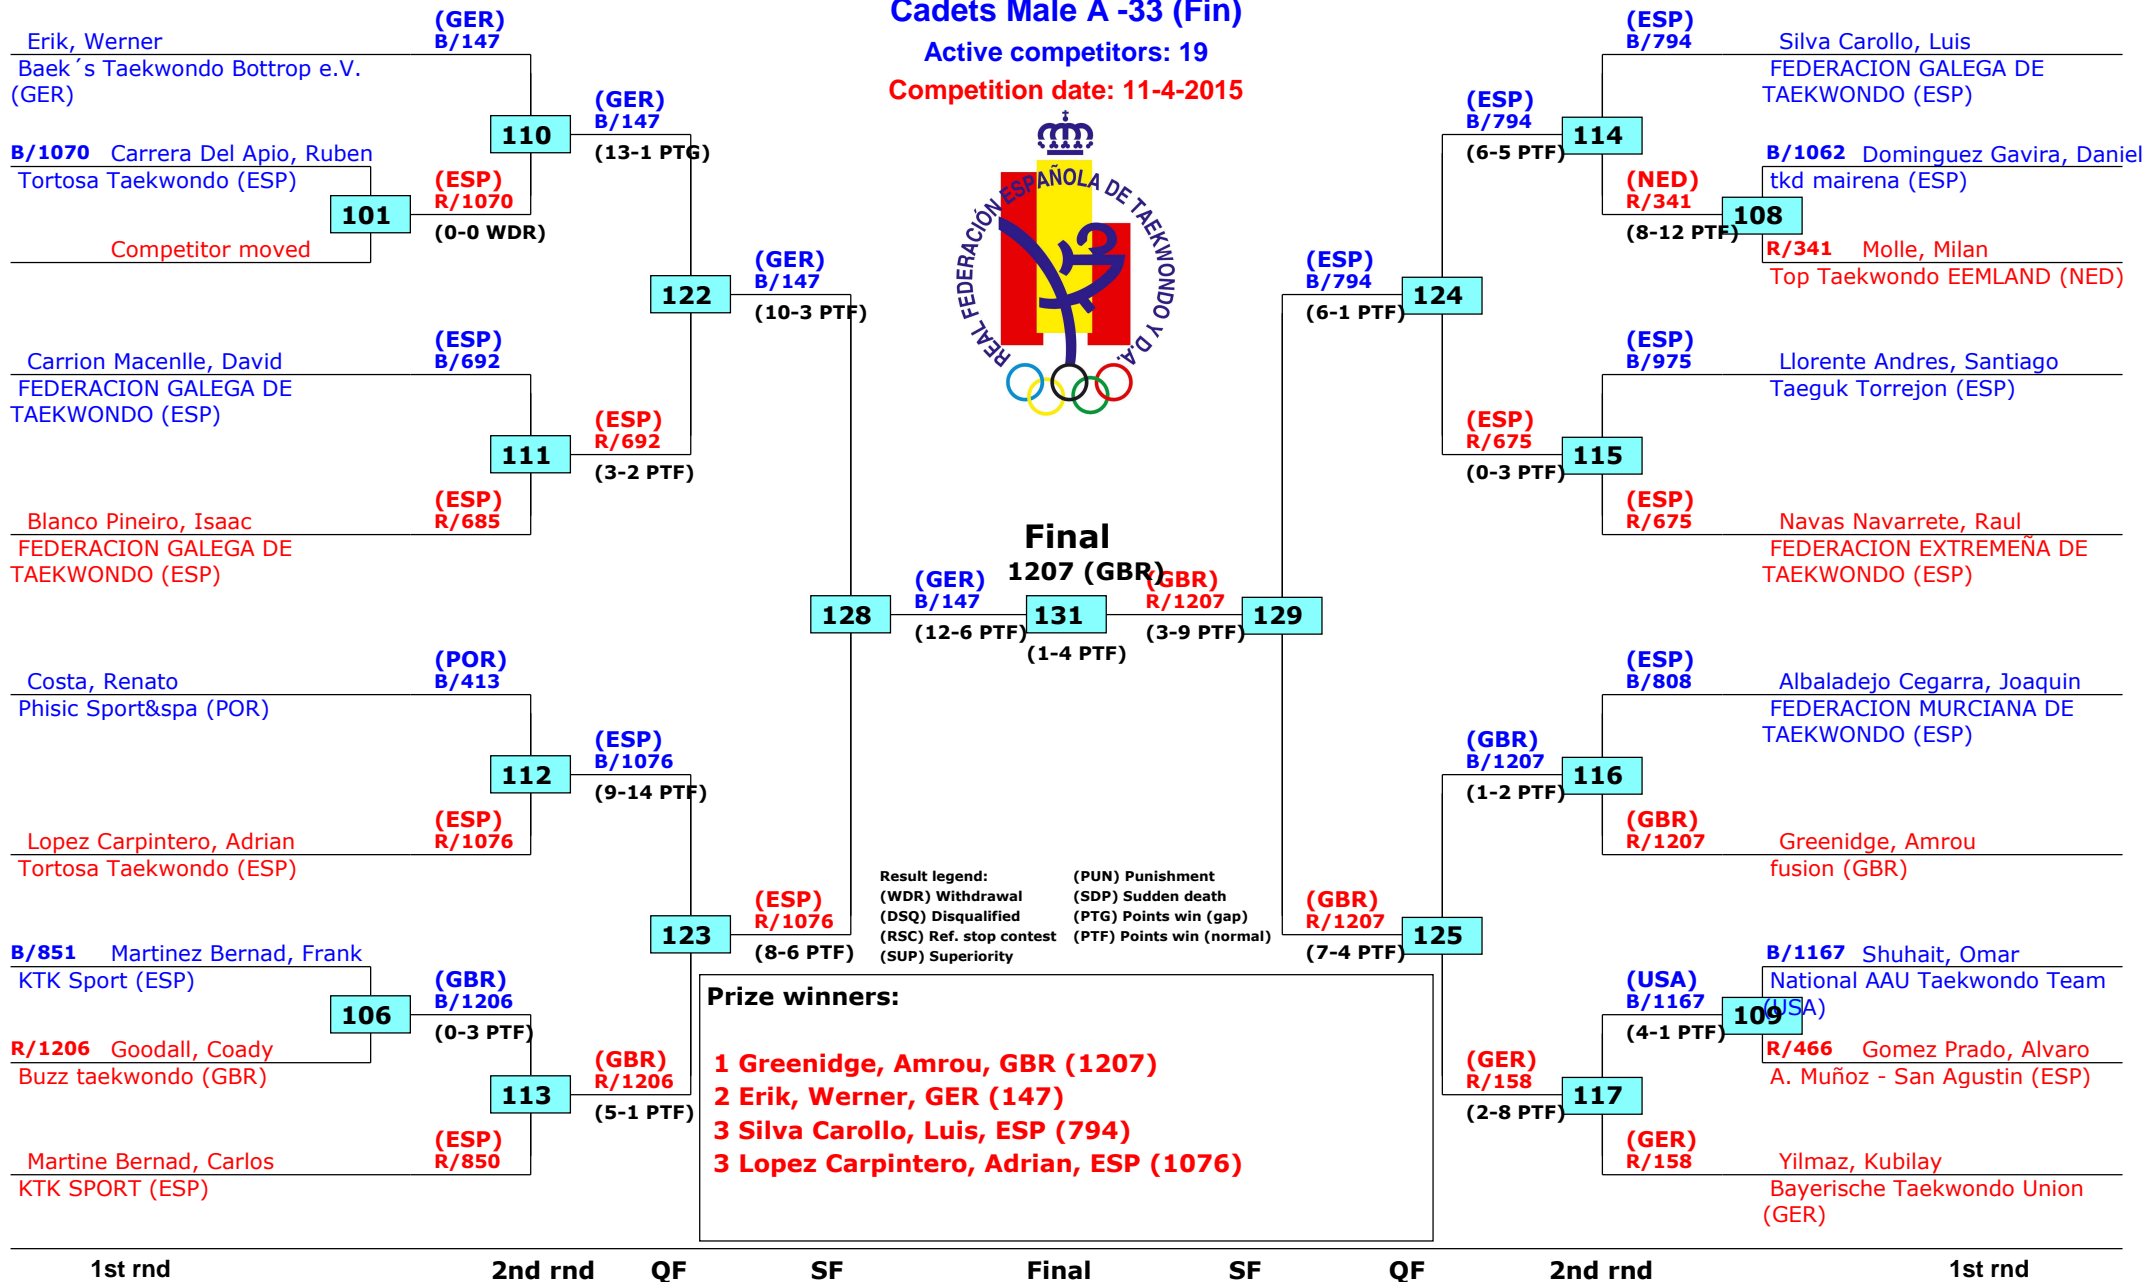 Cadets Male A -33 (Fin)
Active competitors: 19
Competition date: 11-4-2015
REAL FEDERACIÓN ESPAÑOLA DE TAEKWONDO Y D.A.
Erik, Werner
(GER)
B/147
Baek´s Taekwondo Bottrop e.V.
(GER)
110
(GER)
B/147
(13-1 PTG)
B/1070 Carrera Del Apio, Ruben
Tortosa Taekwondo (ESP)
101
(ESP)
R/1070
(0-0 WDR)
Competitor moved
122
(GER)
B/147
(10-3 PTF)
Carrion Macenlle, David
(ESP)
B/692
FEDERACION GALEGA DE
TAEKWONDO (ESP)
111
(ESP)
R/692
(3-2 PTF)
Blanco Pineiro, Isaac
(ESP)
R/685
FEDERACION GALEGA DE
TAEKWONDO (ESP)
128
(GER)
B/147
(12-6 PTF)
Costa, Renato
(POR)
B/413
Phisic Sport&spa (POR)
112
(ESP)
B/1076
(9-14 PTF)
Lopez Carpintero, Adrian
(ESP)
R/1076
Tortosa Taekwondo (ESP)
123
(ESP)
R/1076
(8-6 PTF)
B/851 Martinez Bernad, Frank
KTK Sport (ESP)
106
(GBR)
B/1206
(0-3 PTF)
R/1206 Goodall, Coady
Buzz taekwondo (GBR)
113
(GBR)
R/1206
(5-1 PTF)
Martine Bernad, Carlos
(ESP)
R/850
KTK SPORT (ESP)
Final
1207 (GBR)
131
(1-4 PTF)
(GBR)
R/1207
(3-9 PTF)
129
(ESP)
B/794
Silva Carollo, Luis
FEDERACION GALEGA DE
TAEKWONDO (ESP)
(ESP)
B/794
(6-5 PTF)
114
B/1062 Dominguez Gavira, Daniel
tkd mairena (ESP)
(NED)
R/341
(8-12 PTF)
108
R/341 Molle, Milan
Top Taekwondo EEMLAND (NED)
(ESP)
B/794
(6-1 PTF)
124
(ESP)
B/975
Llorente Andres, Santiago
Taeguk Torrejon (ESP)
(ESP)
R/675
(0-3 PTF)
115
(ESP)
R/675
Navas Navarrete, Raul
FEDERACION EXTREMEÑA DE
TAEKWONDO (ESP)
(ESP)
B/808
Albaladejo Cegarra, Joaquin
FEDERACION MURCIANA DE
TAEKWONDO (ESP)
(GBR)
B/1207
(1-2 PTF)
116
(GBR)
R/1207
Greenidge, Amrou
fusion (GBR)
(GBR)
R/1207
(7-4 PTF)
125
B/1167 Shuhait, Omar
National AAU Taekwondo Team
(USA)
(USA)
B/1167
(4-1 PTF)
109
R/466 Gomez Prado, Alvaro
A. Muñoz - San Agustin (ESP)
(GER)
R/158
(2-8 PTF)
117
(GER)
R/158
Yilmaz, Kubilay
Bayerische Taekwondo Union
(GER)
Result legend:
(WDR) Withdrawal
(DSQ) Disqualified
(RSC) Ref. stop contest
(SUP) Superiority
(PUN) Punishment
(SDP) Sudden death
(PTG) Points win (gap)
(PTF) Points win (normal)
Prize winners:
1 Greenidge, Amrou, GBR (1207)
2 Erik, Werner, GER (147)
3 Silva Carollo, Luis, ESP (794)
3 Lopez Carpintero, Adrian, ESP (1076)
1st rnd 2nd rnd QF SF Final SF QF 2nd rnd 1st rnd